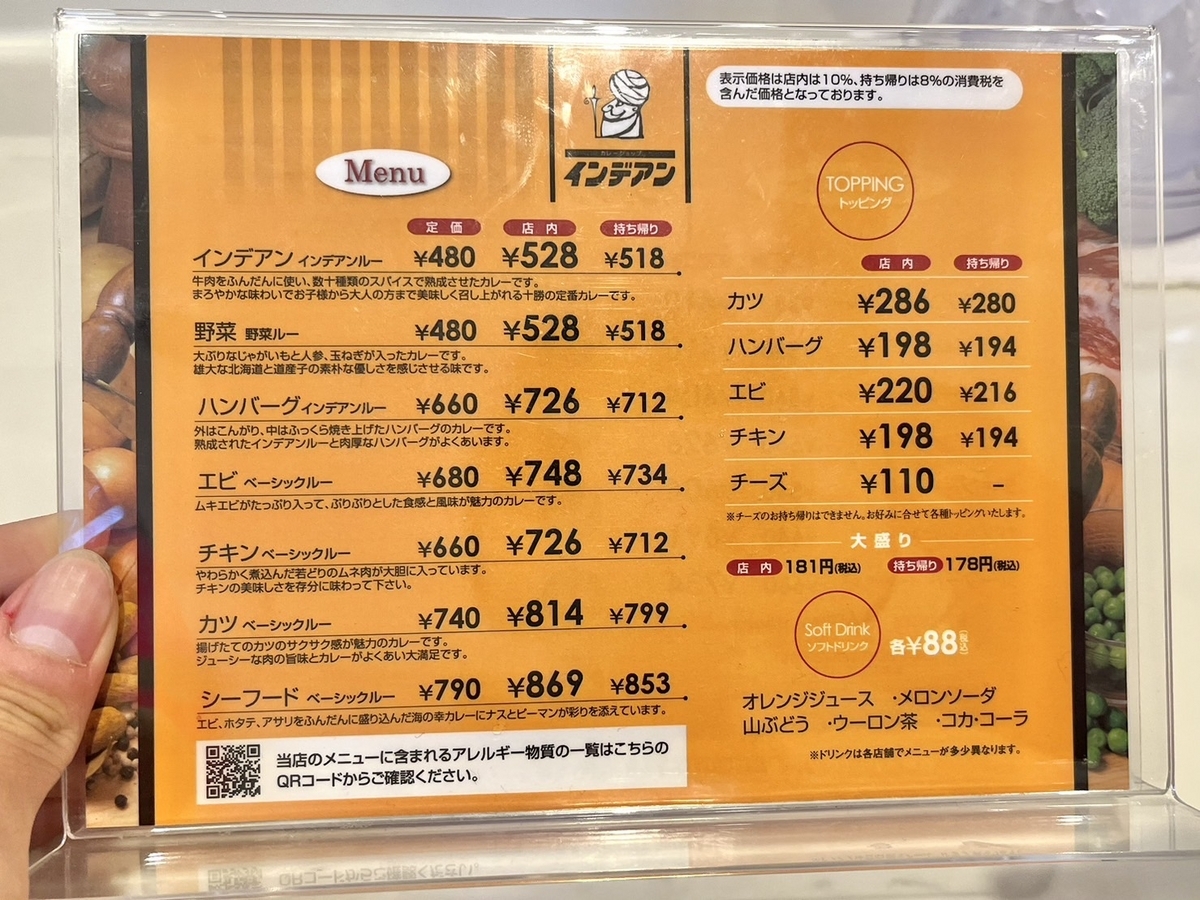 表示価格は店内は10%、持ち帰りは8%の消費税を
含んだ価格となっております。
カレーショップ
インデアン
Menu
定価 店内 持ち帰り
インデアン インデアンルー ¥480 ¥528 ¥518
牛肉をふんだんに使い、数十種類のスパイスで熟成させたカレーです。
まろやかな味わいでお子様から大人の方まで美味しく召し上がれる十勝の定番カレーです。
野菜 野菜ルー ¥480 ¥528 ¥518
大ぶりなじゃがいもと人参、玉ねぎが入ったカレーです。
雄大な北海道と道産子の素朴な優しさを感じさせる味です。
ハンバーグ インデアンルー ¥660 ¥726 ¥712
外はこんがり、中はふっくら焼き上げたハンバーグのカレーです。
熟成されたインデアンルーと肉厚なハンバーグがよくあいます。
エビ ベーシックルー ¥680 ¥748 ¥734
ムキエビがたっぷり入って、ぷりぷりとした食感と風味が魅力のカレーです。
チキン ベーシックルー ¥660 ¥726 ¥712
やわらかく煮込んだ若どりのムネ肉が大胆に入っています。
チキンの美味しさを存分に味わって下さい。
カツ ベーシックルー ¥740 ¥814 ¥799
揚げたてのカツのサクサク感が魅力のカレーです。
ジューシーな肉の旨味とカレーがよくあい大満足です。
シーフード ベーシックルー ¥790 ¥869 ¥853
エビ、ホタテ、アサリをふんだんに盛り込んだ海の幸カレーにナスとピーマンが彩りを添えています。
当店のメニューに含まれるアレルギー物質の一覧はこちらの
QRコードからご確認ください。
TOPPING
トッピング
店内 持ち帰り
カツ ¥286 ¥280
ハンバーグ ¥198 ¥194
エビ ¥220 ¥216
チキン ¥198 ¥194
チーズ ¥110 –
※チーズのお持ち帰りはできません。お好みに合せて各種トッピングいたします。
大盛り
店内 181円(税込) 持ち帰り 178円(税込)
Soft Drink
ソフトドリンク
各¥88(税込)
オレンジジュース ・メロンソーダ
山ぶどう ・ウーロン茶 ・コカ・コーラ
※ドリンクは各店舗でメニューが多少異なります。